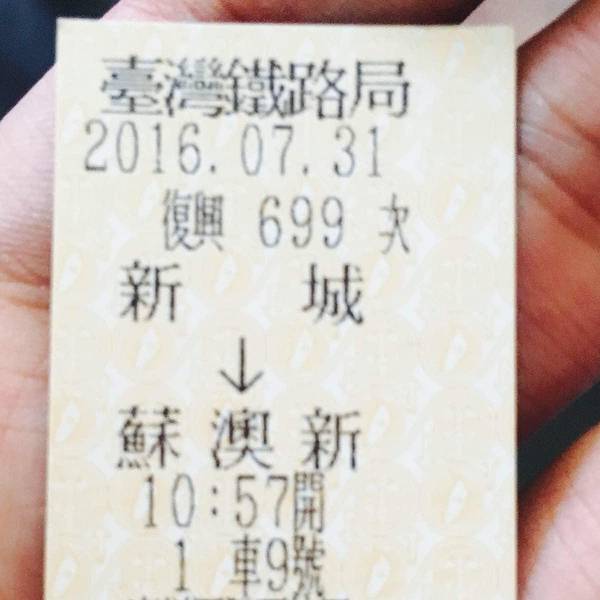 臺灣鐵路局
2016.07.31
復興 699 次
新 城
↓
蘇澳新
10:57開
1 車9號